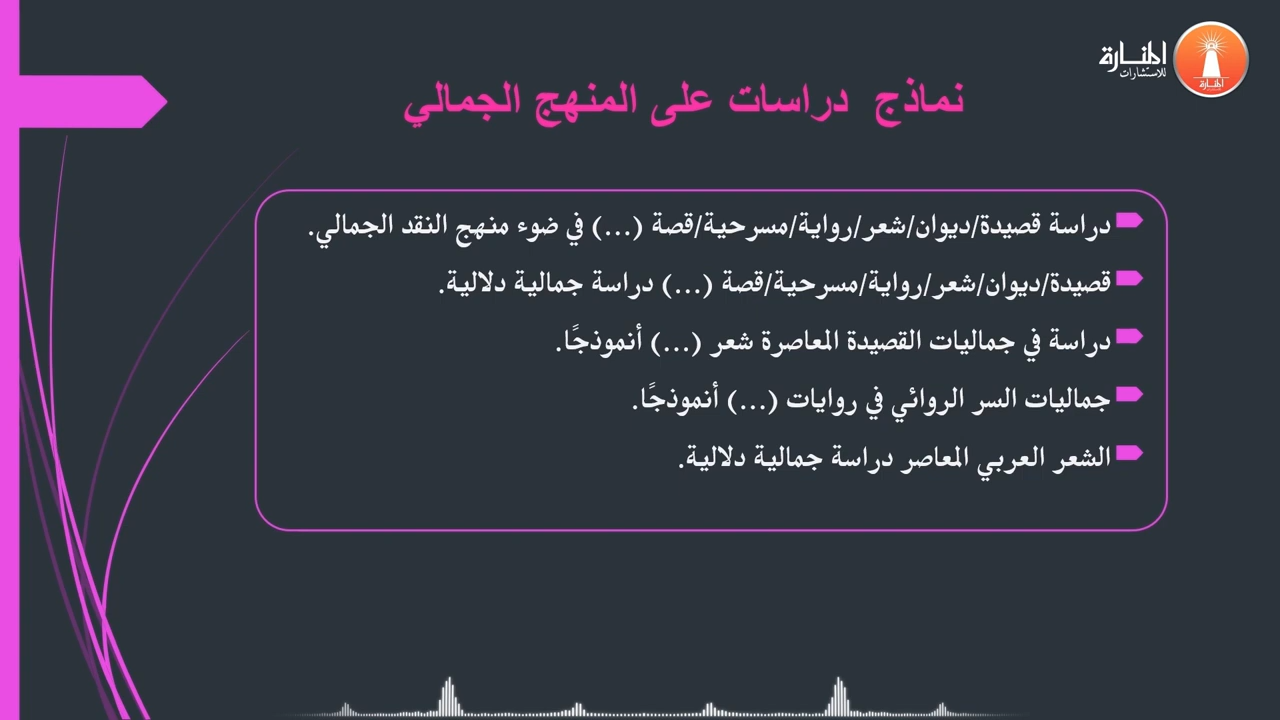 المنارة
للاستشارات
المنارة
نماذج دراسات على المنهج الجمالي
دراسة قصيدة/ديوان/شعر/رواية/مسرحية/قصة (...) في ضوء منهج النقد الجمالي.
قصيدة/ديوان/شعر/رواية/مسرحية/قصة (...) دراسة جمالية دلالية.
دراسة في جماليات القصيدة المعاصرة شعر (...) أنموذجًا.
جماليات السر الروائي في روايات (...) أنموذجًا.
الشعر العربي المعاصر دراسة جمالية دلالية.